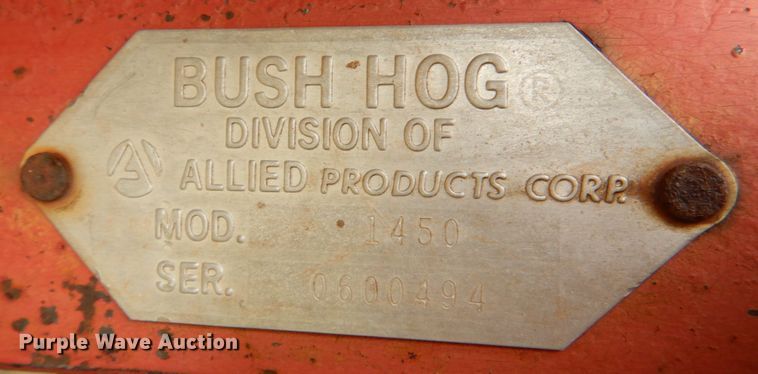 BUSH HOG®
DIVISION OF
ALLIED PRODUCTS CORP.
MOD. 1450
SER. 0600494
Purple Wave Auction